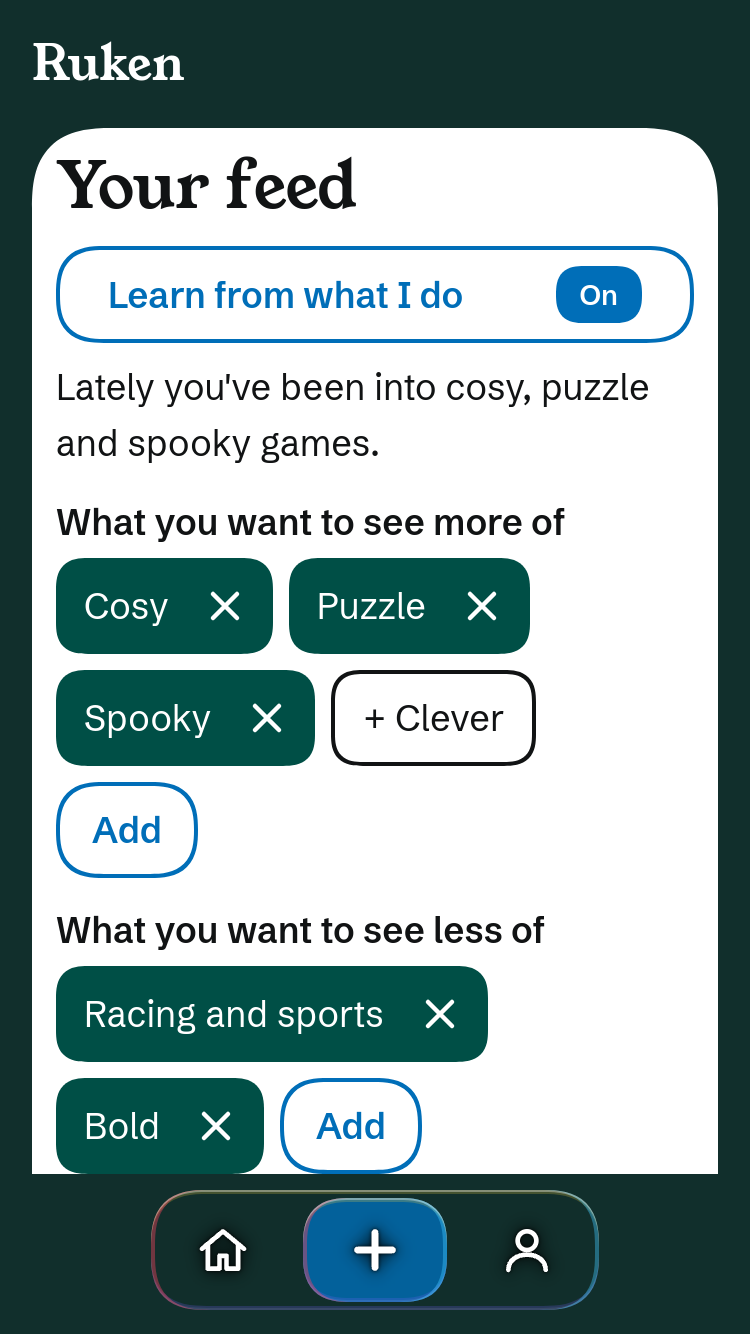 Ruken
Your feed
Learn from what I do On
Lately you've been into cosy, puzzle
and spooky games.
What you want to see more of
Cosy Puzzle
Spooky + Clever
Add
What you want to see less of
Racing and sports
Bold Add